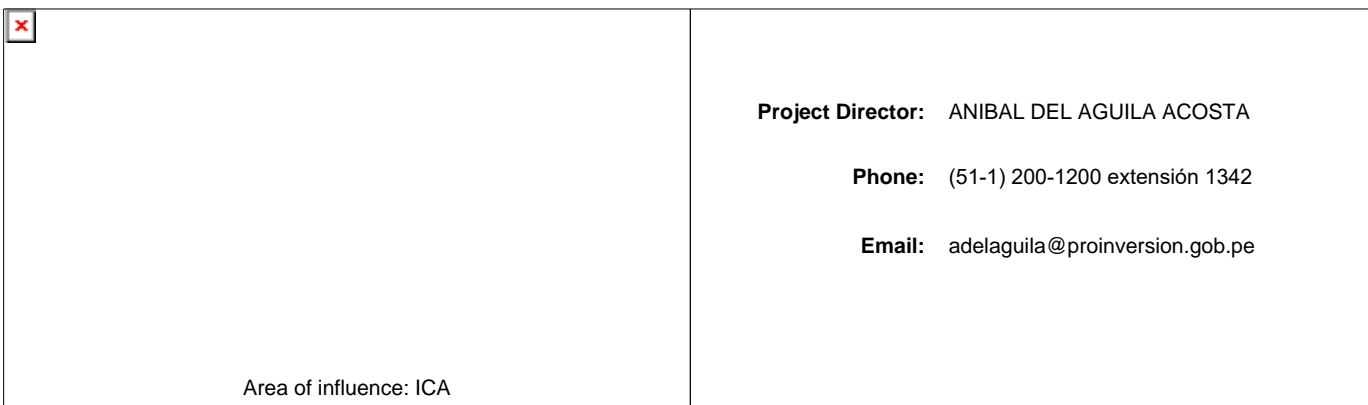 Project Director: ANIBAL DEL AGUILA ACOSTA
Phone: (51-1) 200-1200 extensión 1342
Email: adelaguila@proinversion.gob.pe
Area of influence: ICA